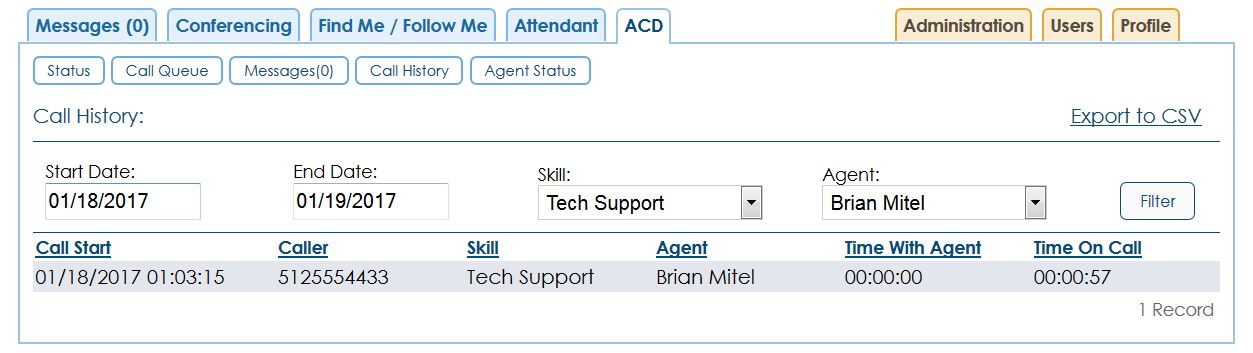 Messages (0) Conferencing Find Me / Follow Me Attendant ACD Administration Users Profile
Status Call Queue Messages(0) Call History Agent Status
Call History: Export to CSV
Start Date: End Date: Skill: Agent:
01/18/2017 01/19/2017 Tech Support Brian Mitel Filter
Call Start Caller Skill Agent Time With Agent Time On Call
01/18/2017 01:03:15 5125554433 Tech Support Brian Mitel 00:00:00 00:00:57
1 Record